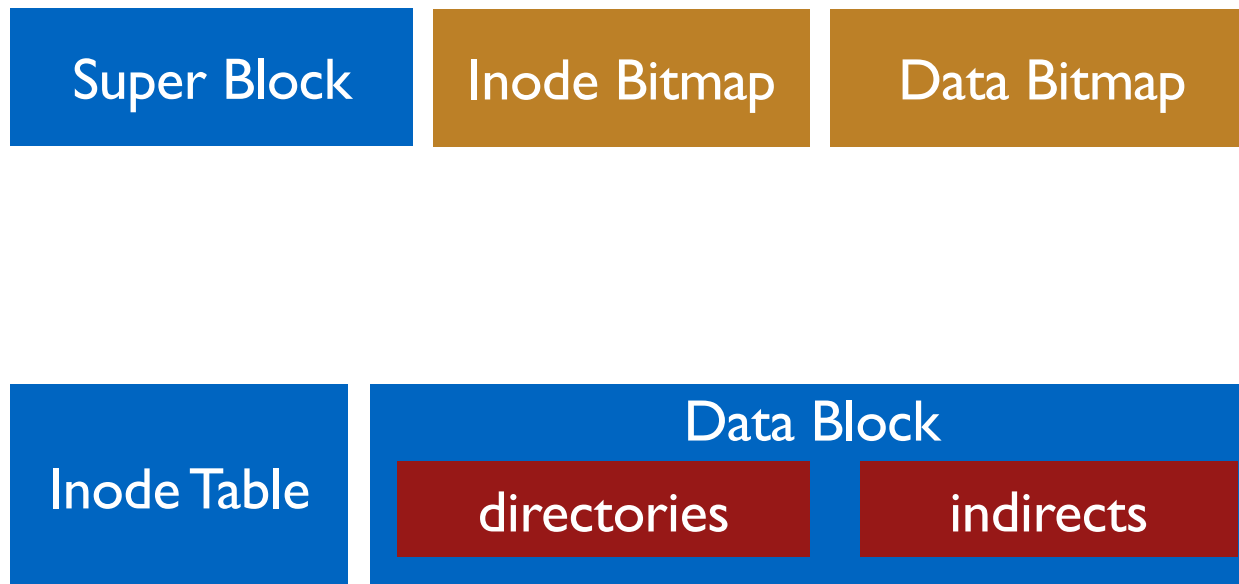 Super Block
Inode Bitmap
Data Bitmap
Data Block
Inode Table
directories
indirects